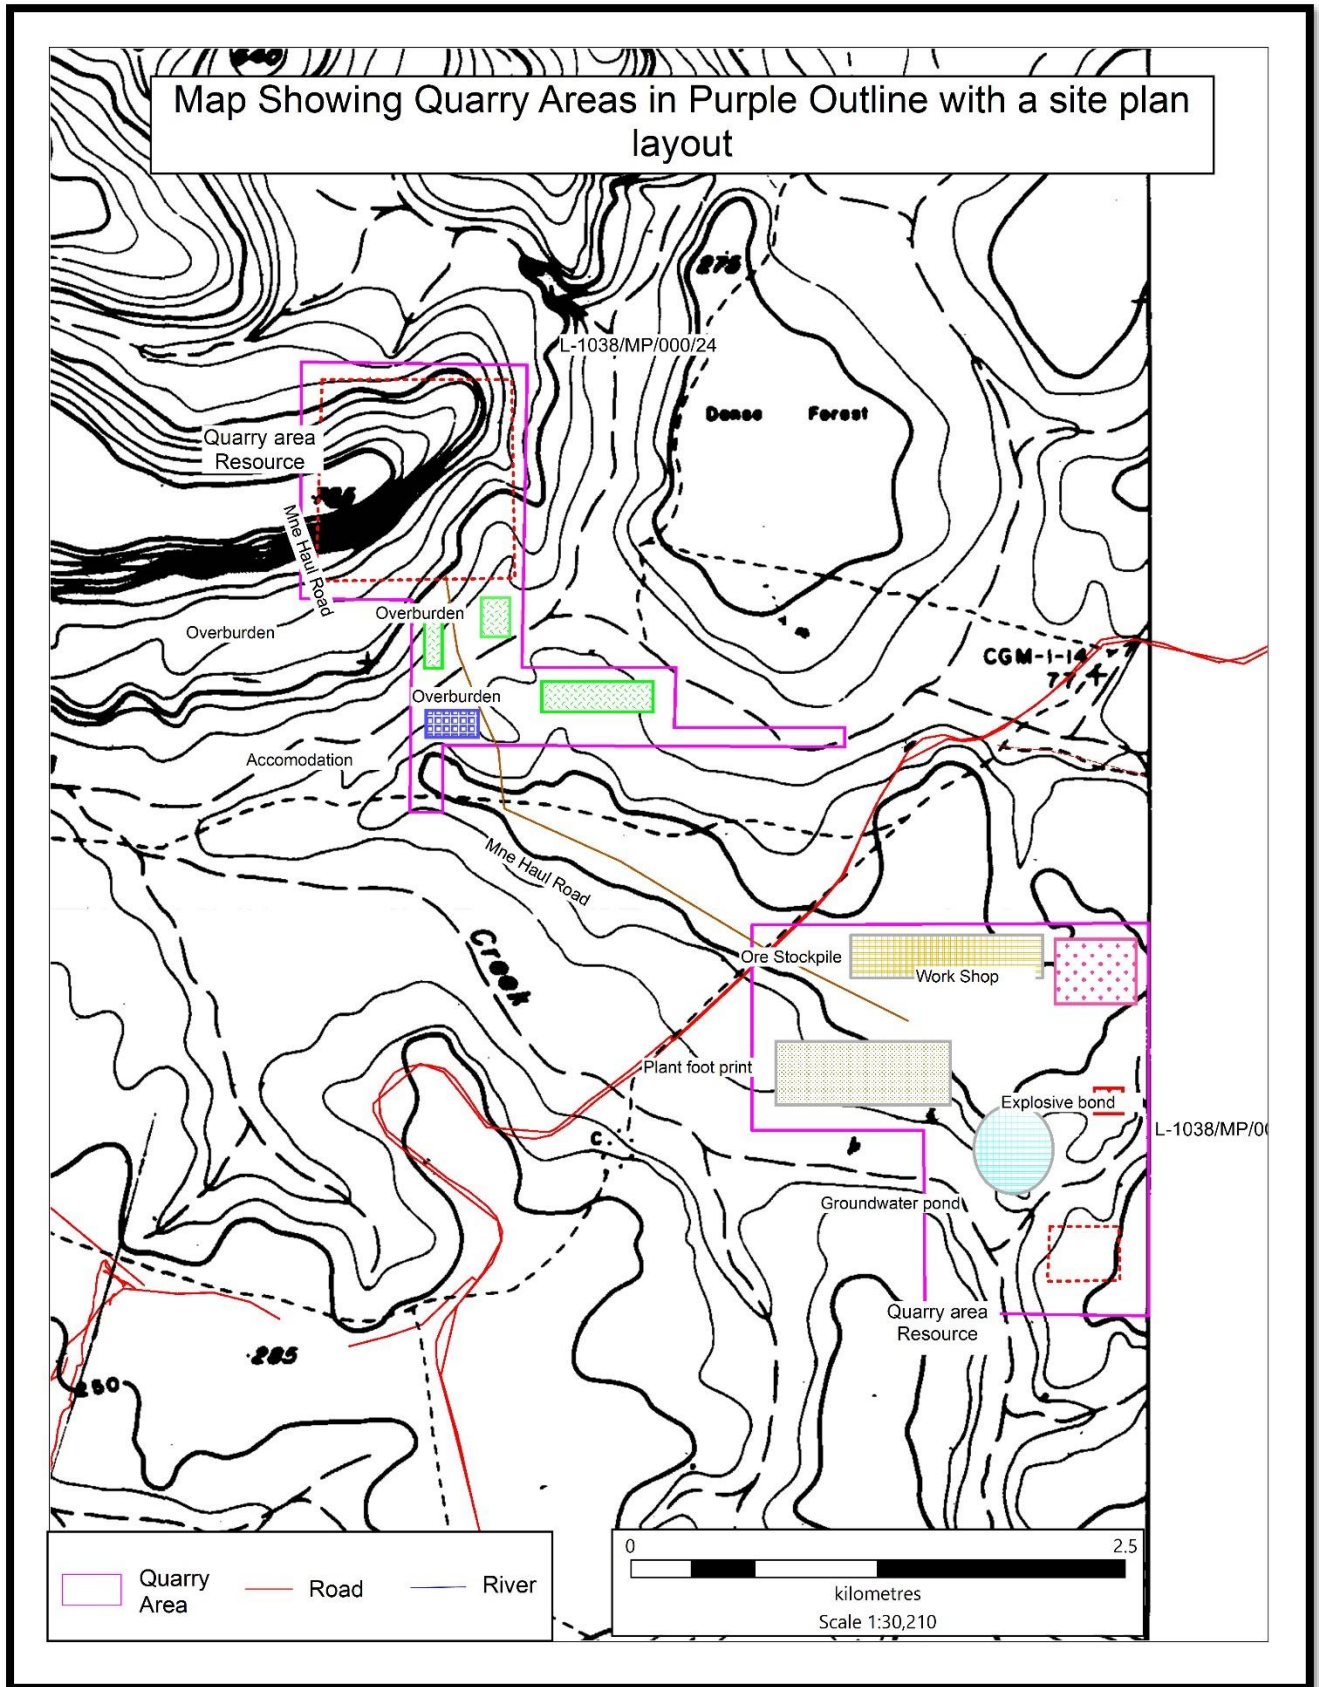 Map Showing Quarry Areas in Purple Outline with a site plan
layout
275
L-1038/MP/000/24
Dense Forest
Quarry area
Resource
Mne Haul Road
Overburden
Overburden
CGM-1-14
77
Overburden
Accomodation
Mne Haul Road
Creek
Ore Stockpile
Work Shop
Plant foot print
Explosive bond
L-1038/MP/00
C.
Groundwater pond
Quarry area
Resource
285
250
0 2.5
Quarry
Area
Road
River
kilometres
Scale 1:30,210